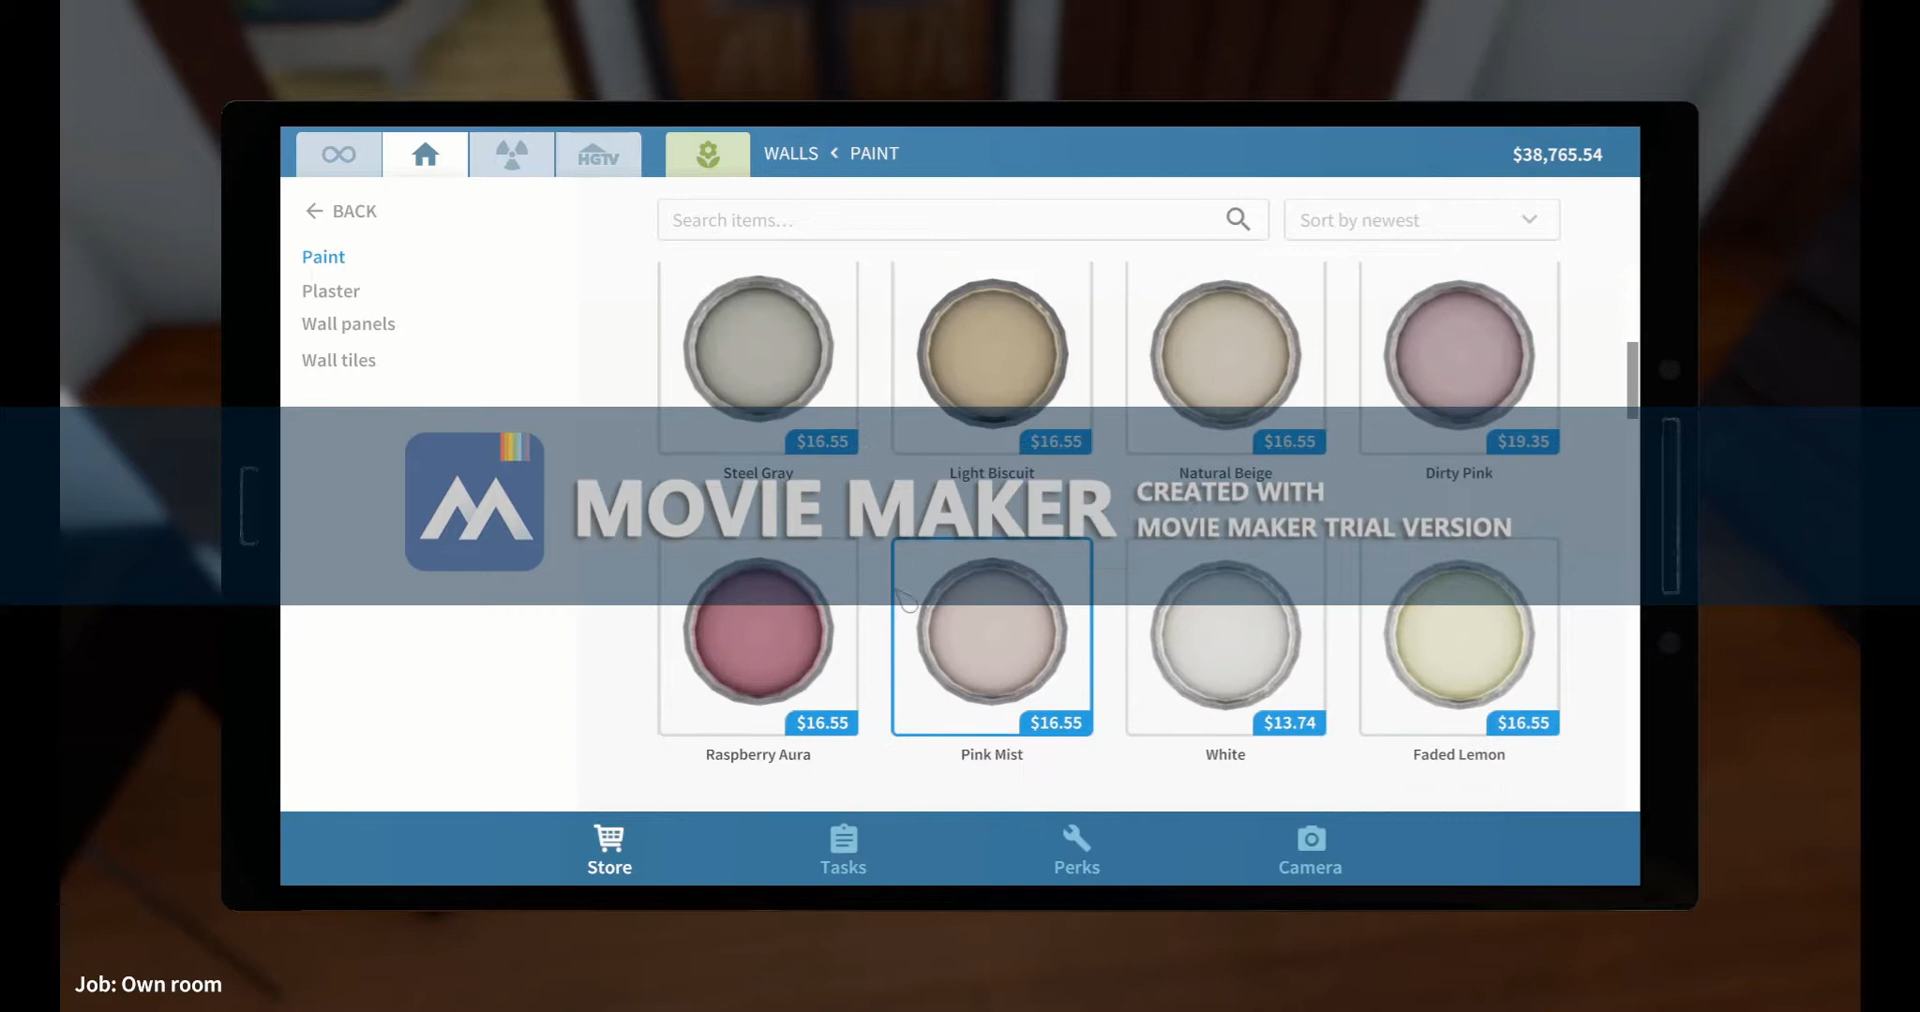 HGTV
WALLS < PAINT
$38,765.54
BACK
Search items...
Sort by newest
Paint
Plaster
Wall panels
Wall tiles
$16.55
$16.55
$16.55
$19.35
Steel Gray
Light Biscuit
Natural Beige
Dirty Pink
MOVIE MAKER
CREATED WITH
MOVIE MAKER TRIAL VERSION
$16.55
$16.55
$13.74
$16.55
Raspberry Aura
Pink Mist
White
Faded Lemon
Store
Tasks
Perks
Camera
Job: Own room